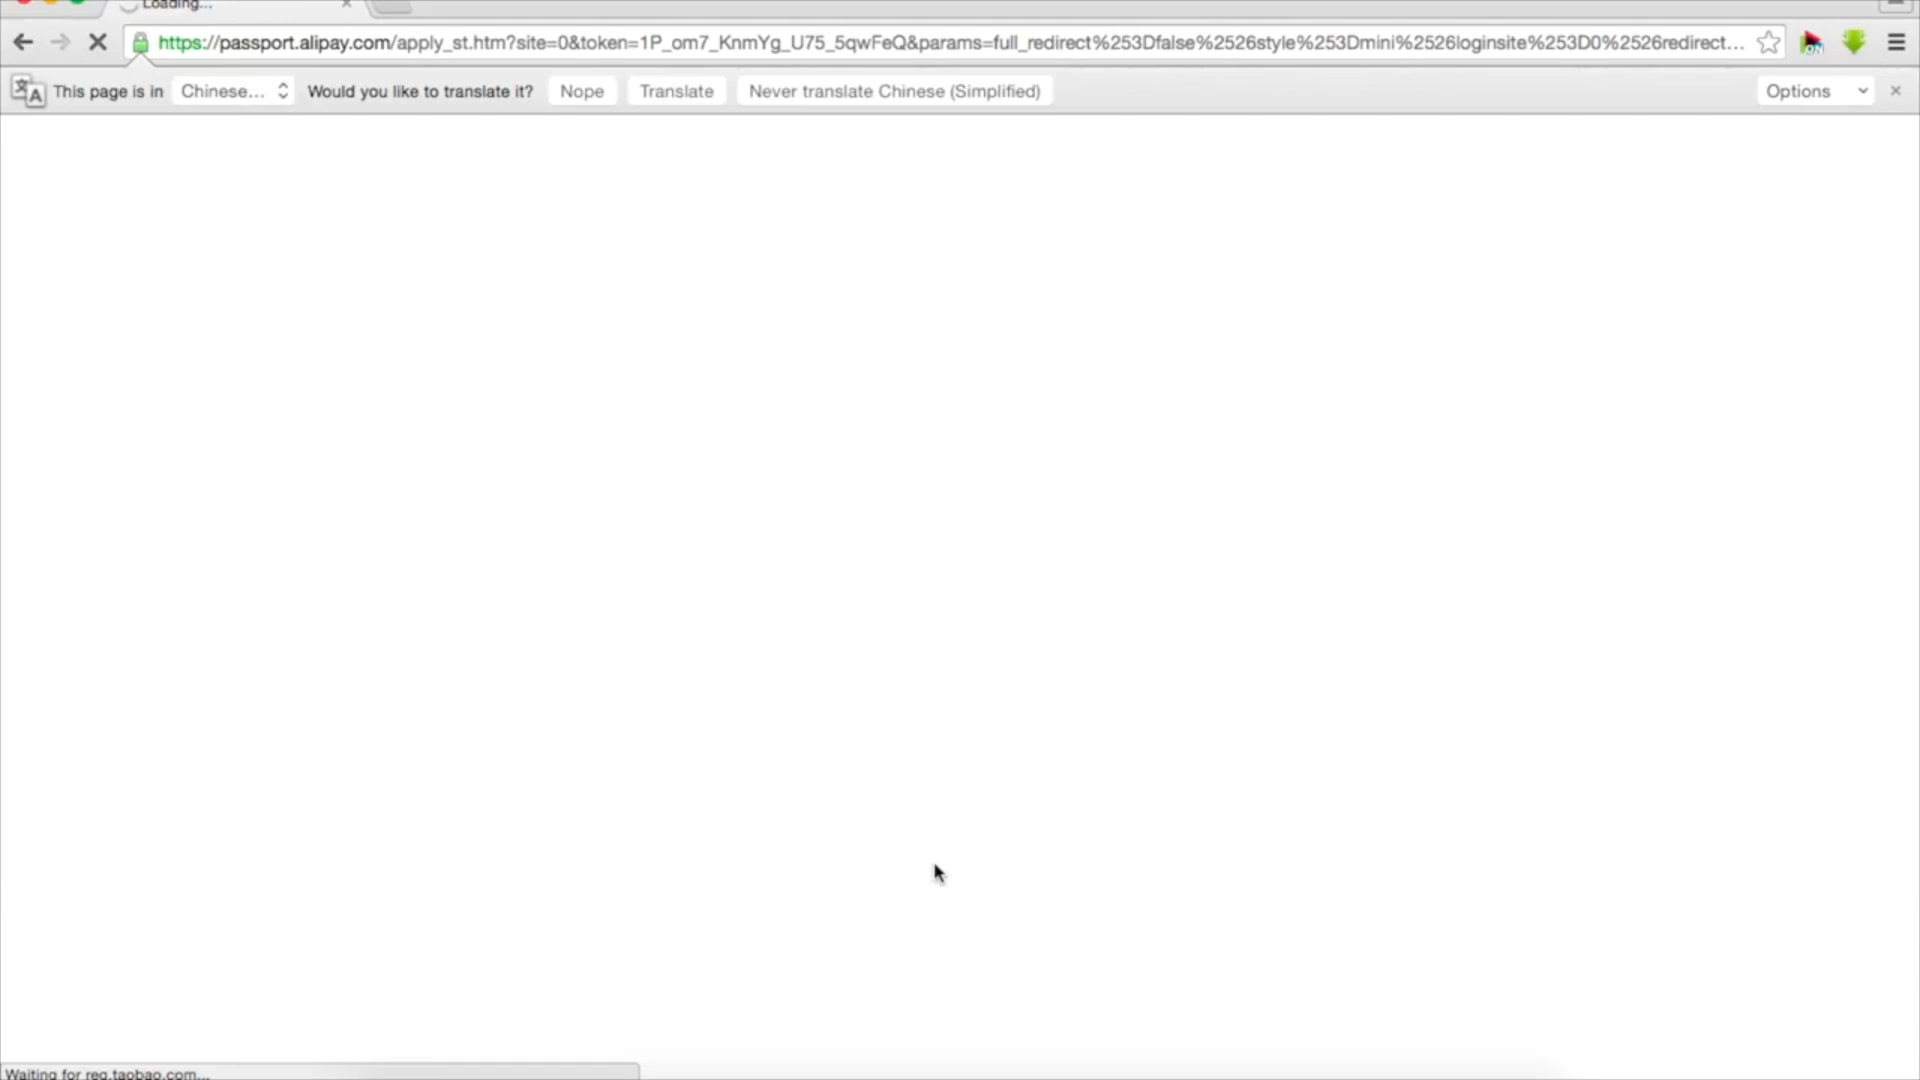 Loading...
https://passport.alipay.com/apply_st.htm?site=0&token=1P_om7_KnmYg_U75_5qwFeQ&params=full_redirect%253Dfalse%2526style%253Dmini%2526loginsite%253D0%2526redirect...
This page is in Chinese... Would you like to translate it? Nope Translate Never translate Chinese (Simplified) Options
Waiting for reg.taobao.com...